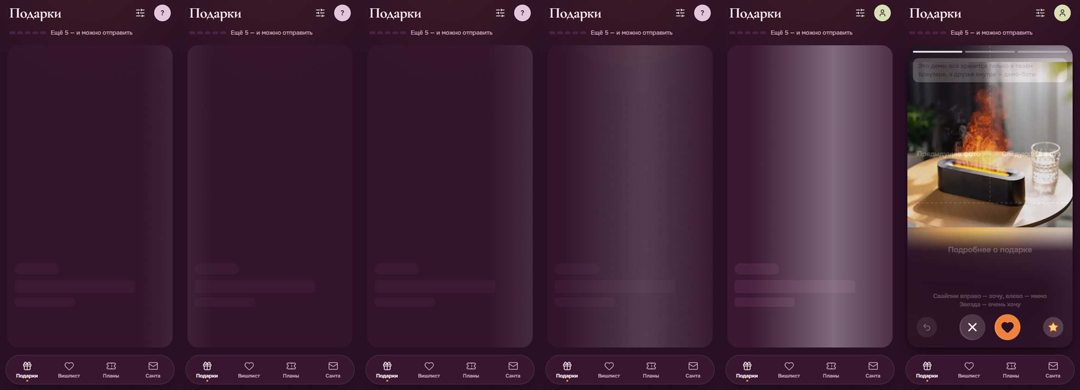 Подарки
?
Ещё 5 — и можно отправить
Подарки
Вишлист
Планы
Санта
Подарки
?
Ещё 5 — и можно отправить
Подарки
Вишлист
Планы
Санта
Подарки
?
Ещё 5 — и можно отправить
Подарки
Вишлист
Планы
Санта
Подарки
?
Ещё 5 — и можно отправить
Подарки
Вишлист
Планы
Санта
Подарки
Ещё 5 — и можно отправить
Подарки
Вишлист
Планы
Санта
Подарки
Ещё 5 — и можно отправить
Подробнее о подарке
Свайпни вправо — хочу, влево — мимо
Звезда — очень хочу
Подарки
Вишлист
Планы
Санта